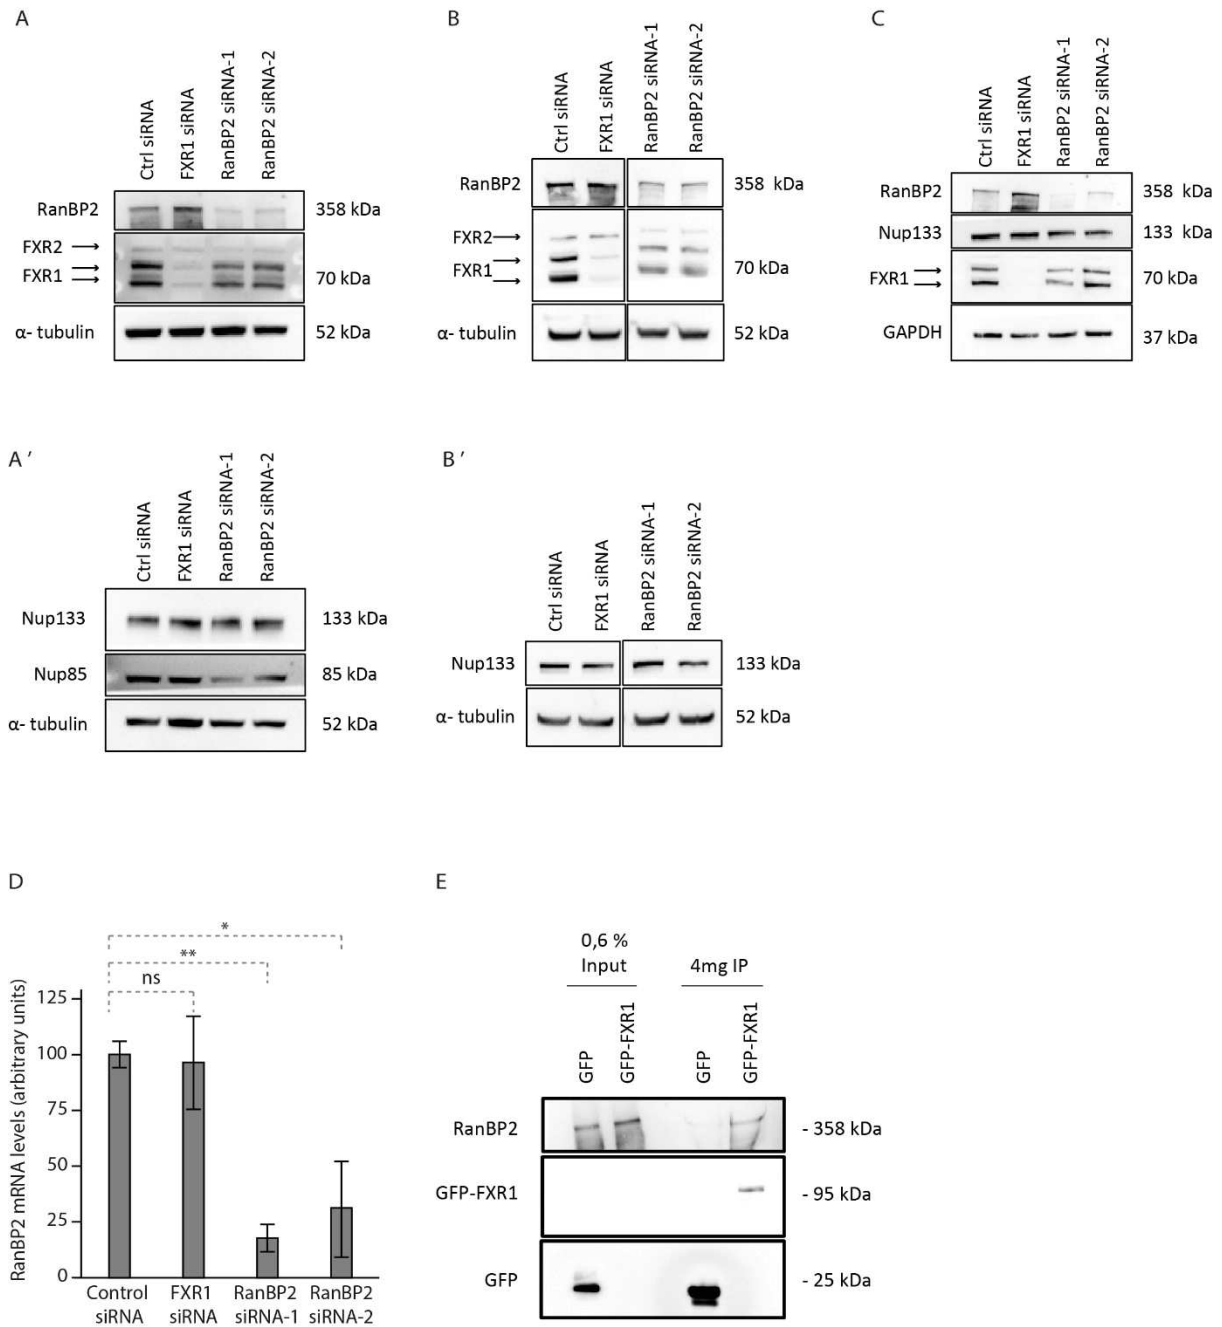 A
Ctrl siRNA
FXR1 siRNA
RanBP2 siRNA-1
RanBP2 siRNA-2
RanBP2
358 kDa
FXR2
FXR1
70 kDa
α- tubulin
52 kDa
B
Ctrl siRNA
FXR1 siRNA
RanBP2 siRNA-1
RanBP2 siRNA-2
RanBP2
358 kDa
FXR2
FXR1
70 kDa
α- tubulin
52 kDa
C
Ctrl siRNA
FXR1 siRNA
RanBP2 siRNA-1
RanBP2 siRNA-2
RanBP2
358 kDa
Nup133
133 kDa
FXR1
70 kDa
GAPDH
37 kDa
A '
Ctrl siRNA
FXR1 siRNA
RanBP2 siRNA-1
RanBP2 siRNA-2
Nup133
133 kDa
Nup85
85 kDa
α- tubulin
52 kDa
B '
Ctrl siRNA
FXR1 siRNA
RanBP2 siRNA-1
RanBP2 siRNA-2
Nup133
133 kDa
α- tubulin
52 kDa
D
RanBP2 mRNA levels (arbitrary units)
*
**
ns
125
100
75
50
25
0
Control
siRNA
FXR1
siRNA
RanBP2
siRNA-1
RanBP2
siRNA-2
E
0,6 %
Input
4mg IP
GFP
GFP-FXR1
GFP
GFP-FXR1
RanBP2
- 358 kDa
GFP-FXR1
- 95 kDa
GFP
- 25 kDa